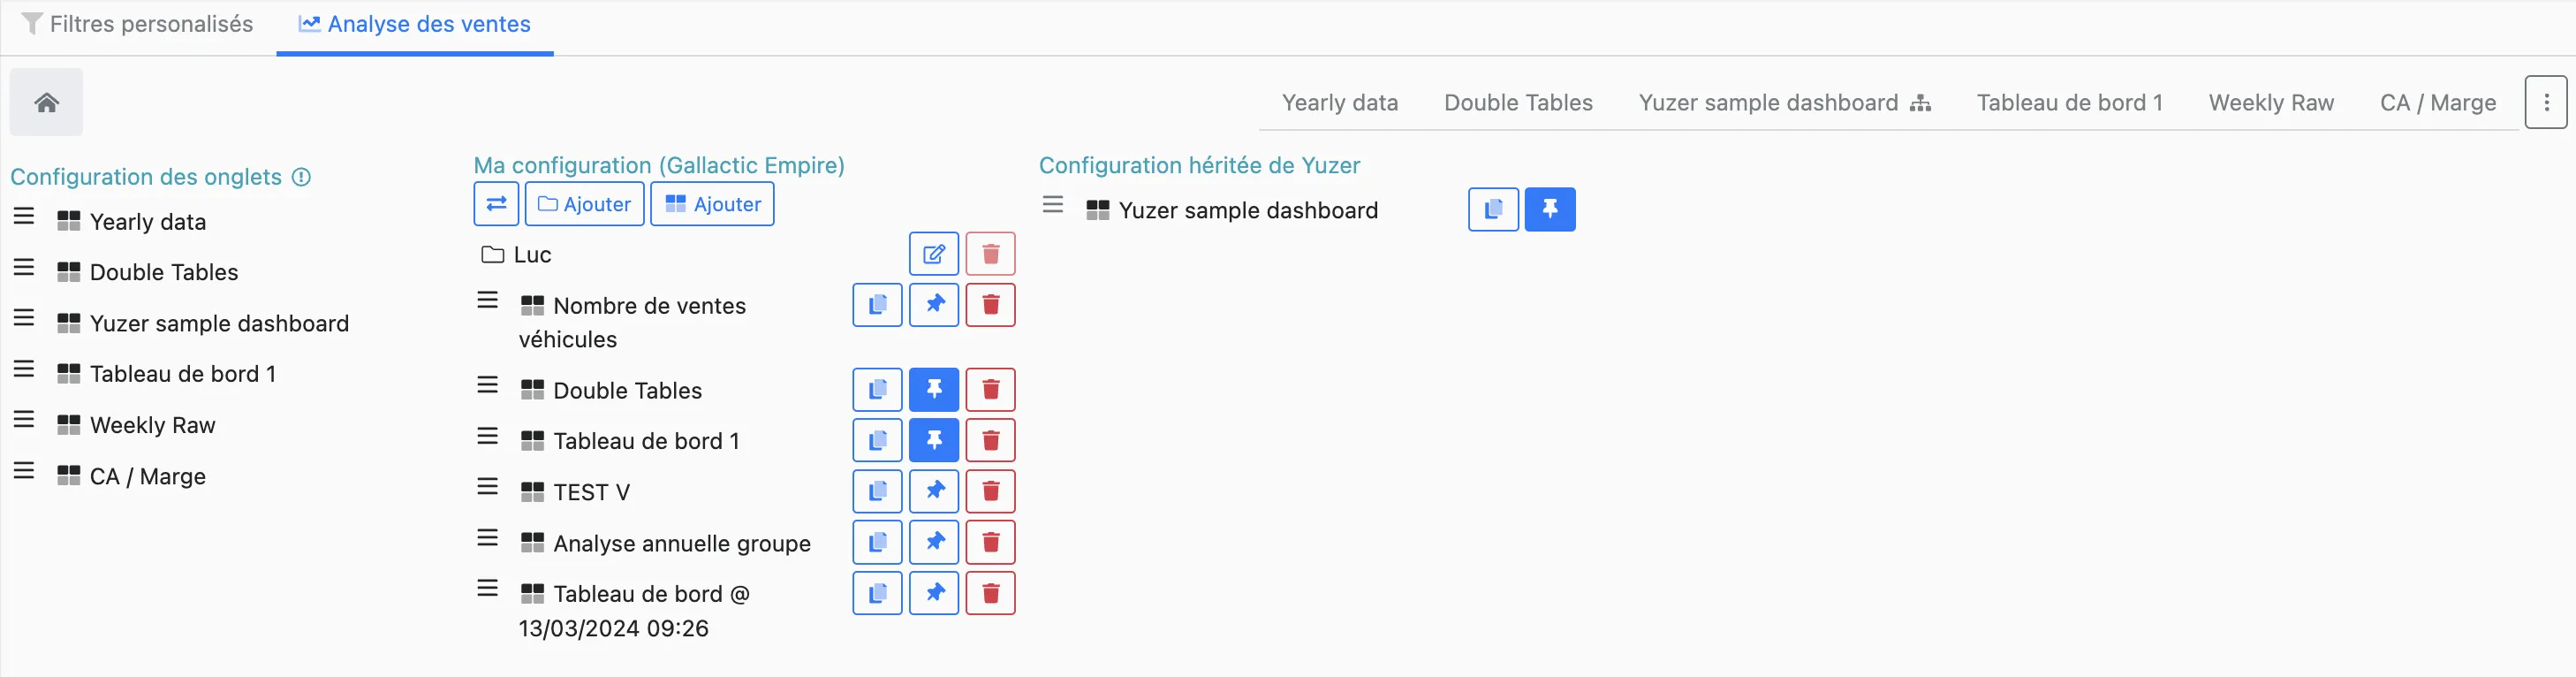 Filtres personalisés
Analyse des ventes
Yearly data
Double Tables
Yuzer sample dashboard
Tableau de bord 1
Weekly Raw
CA / Marge
Configuration des onglets
Yearly data
Double Tables
Yuzer sample dashboard
Tableau de bord 1
Weekly Raw
CA / Marge
Ma configuration (Gallactic Empire)
Ajouter
Ajouter
Luc
Nombre de ventes
véhicules
Double Tables
Tableau de bord 1
TEST V
Analyse annuelle groupe
Tableau de bord @
13/03/2024 09:26
Configuration héritée de Yuzer
Yuzer sample dashboard